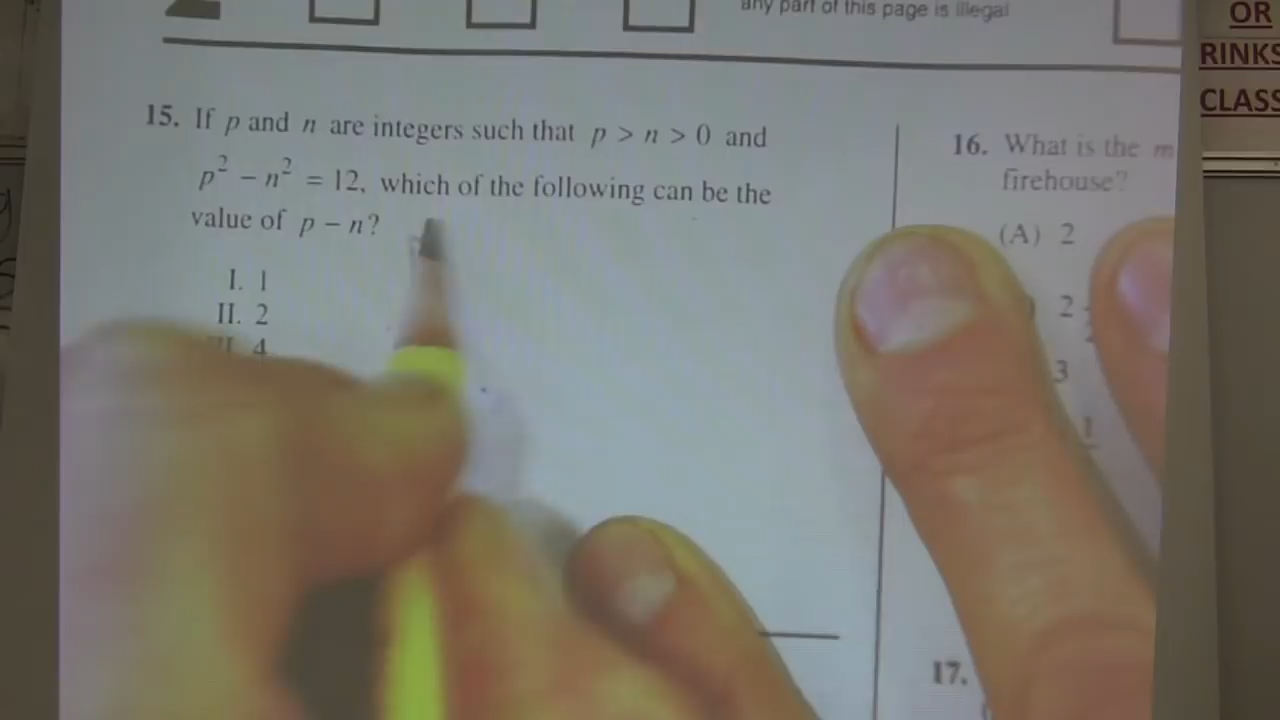 any part of this page is illegal
OR
RINKS
CLASS
15. If p and n are integers such that p > n > 0 and
p² − n² = 12, which of the following can be the
value of p − n?
I. 1
II. 2
4
16. What is the
firehouse?
(A) 2
2
3
1
17.